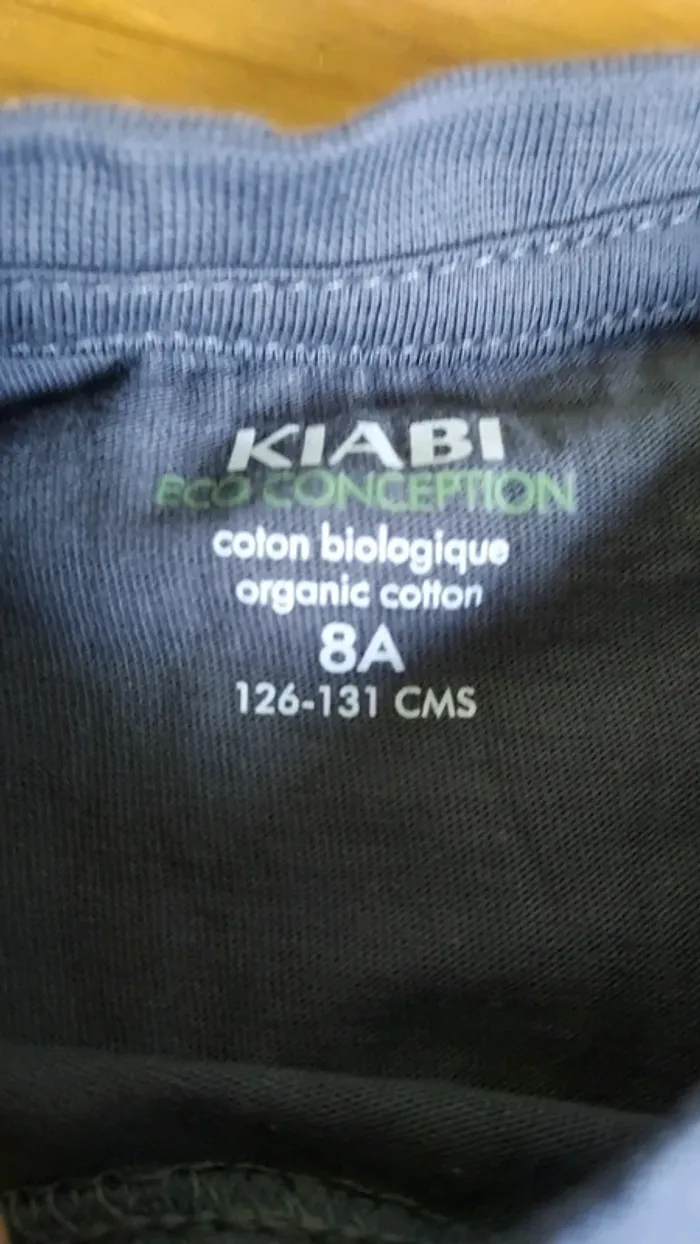 KIABI
ECO CONCEPTION
coton biologique
organic cotton
8A
126-131 CMS